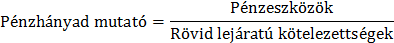 Pénzhányad mutató = Pénzeszközök
Rövid lejáratú kötelezettségek